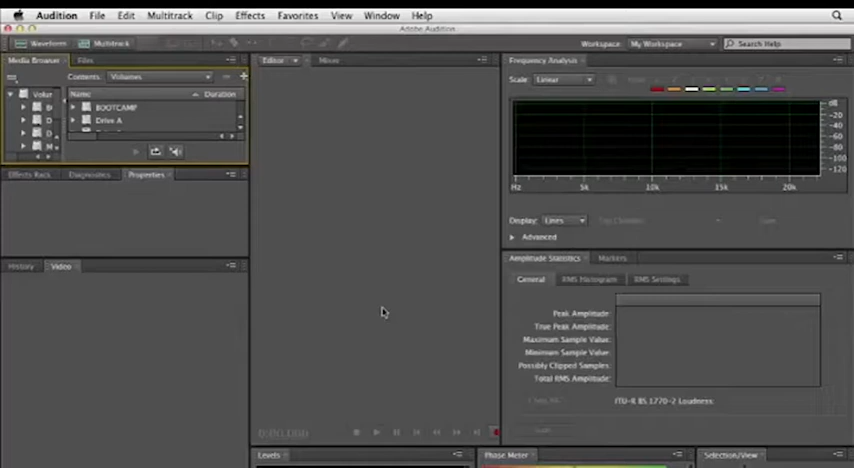 Audition File Edit Multitrack Clip Effects Favorites View Window Help
Adobe Audition
Waveform Multitrack Workspace: My Workspace Search Help
Media Browser Files Editor Mixer Frequency Analysis
Contents: Volumes Scale: Linear
Name Duration
BOOTCAMP
Drive A
dB
-20
-40
-60
-80
-100
-120
Hz 5k 10k 15k 20k
Effects Rack Diagnostics Properties
Display: Lines
Advanced
Amplitude Statistics Markers
History Video
General RMS Histogram RMS Settings
Peak Amplitude:
True Peak Amplitude:
Maximum Sample Value:
Minimum Sample Value:
Possibly Clipped Samples:
Total RMS Amplitude:
ITU-R BS.1770-2 Loudness:
Levels Phase Meter Selection/View